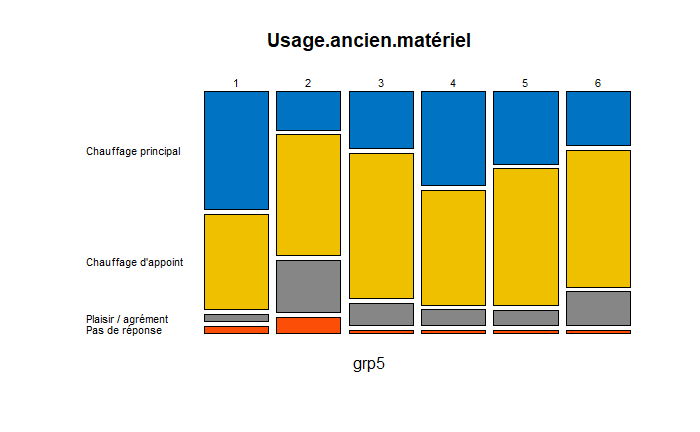 Usage.ancien.matériel
1 2 3 4 5 6
Chauffage principal
Chauffage d'appoint
Plaisir / agrément
Pas de réponse
grp5